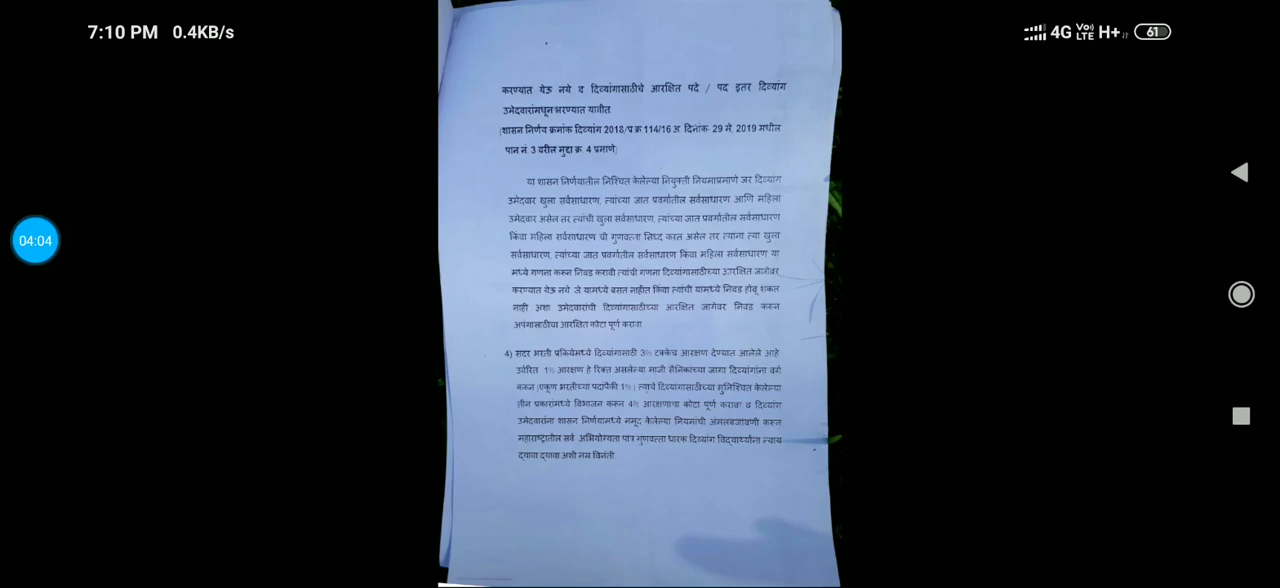 7:10 PM 0.4KB/s
4G VoLTE H+ 61
04:04
करण्यात येऊ नये व दिव्यांगासाठीचे आरक्षित पदे / पद इतर दिव्यांग
उमेदवारांमधून भरण्यात यावीत.
(शासन निर्णय क्रमांक दिव्यांग 2018/प्र.क्र 114/16 अ दिनांक- 29 मे, 2019 मधील
पान नं. 3 वरील मुद्दा क्र. 4 प्रमाणे)
या शासन निर्णयातील निश्चित केलेल्या नियुक्ती नियमाप्रमाणे जर दिव्यांग
उमेदवार खुला सर्वसाधारण, त्यांच्या जात प्रवर्गातील सर्वसाधारण आणि महिला
उमेदवार असेल तर त्यांची खुला सर्वसाधारण, त्यांच्या जात प्रवर्गातील सर्वसाधारण
किंवा महिला सर्वसाधारण ची गुणवत्ता सिध्द करत असेल तर त्यांना त्या खुला
सर्वसाधारण, त्यांच्या जात प्रवर्गातील सर्वसाधारण किंवा महिला सर्वसाधारण या
मध्ये गणना करून निवड करावी त्यांची गणना दिव्यांगासाठीच्या आरक्षित जागेवर
करण्यात येऊ नये. जे यामध्ये बसत नाहीत किंवा त्यांची यामध्ये निवड होवू शकत
नाही अशा उमेदवारांची दिव्यांगासाठीच्या आरक्षित जागेवर निवड करून
अपंगासाठीचा आरक्षित कोटा पूर्ण करावा
4) सदर भरती प्रक्रियेमध्ये दिव्यांगासाठी 3% टक्केच आरक्षण देण्यात आलेले आहे
उर्वरित 1% आरक्षण हे रिक्त असलेल्या माजी सैनिकांच्या जागा दिव्यांगांना वर्ग
करून (एकूण भरतीच्या पदांपैकी 1%) त्याचे दिव्यांगासाठीच्या सुनिश्चित केलेल्या
तीन प्रकारांमध्ये विभाजन करून 4% आरक्षणाचा कोटा पूर्ण करावा व दिव्यांग
उमेदवारांना शासन निर्णयामध्ये नमूद केलेल्या नियमांची अंमलबजावणी करून
महाराष्ट्रातील सर्व अभियोग्यता पात्र गुणवत्ता धारक दिव्यांग विद्यार्थ्यांना न्याय
द्यावा द्यावा अशी नम्र विनंती.